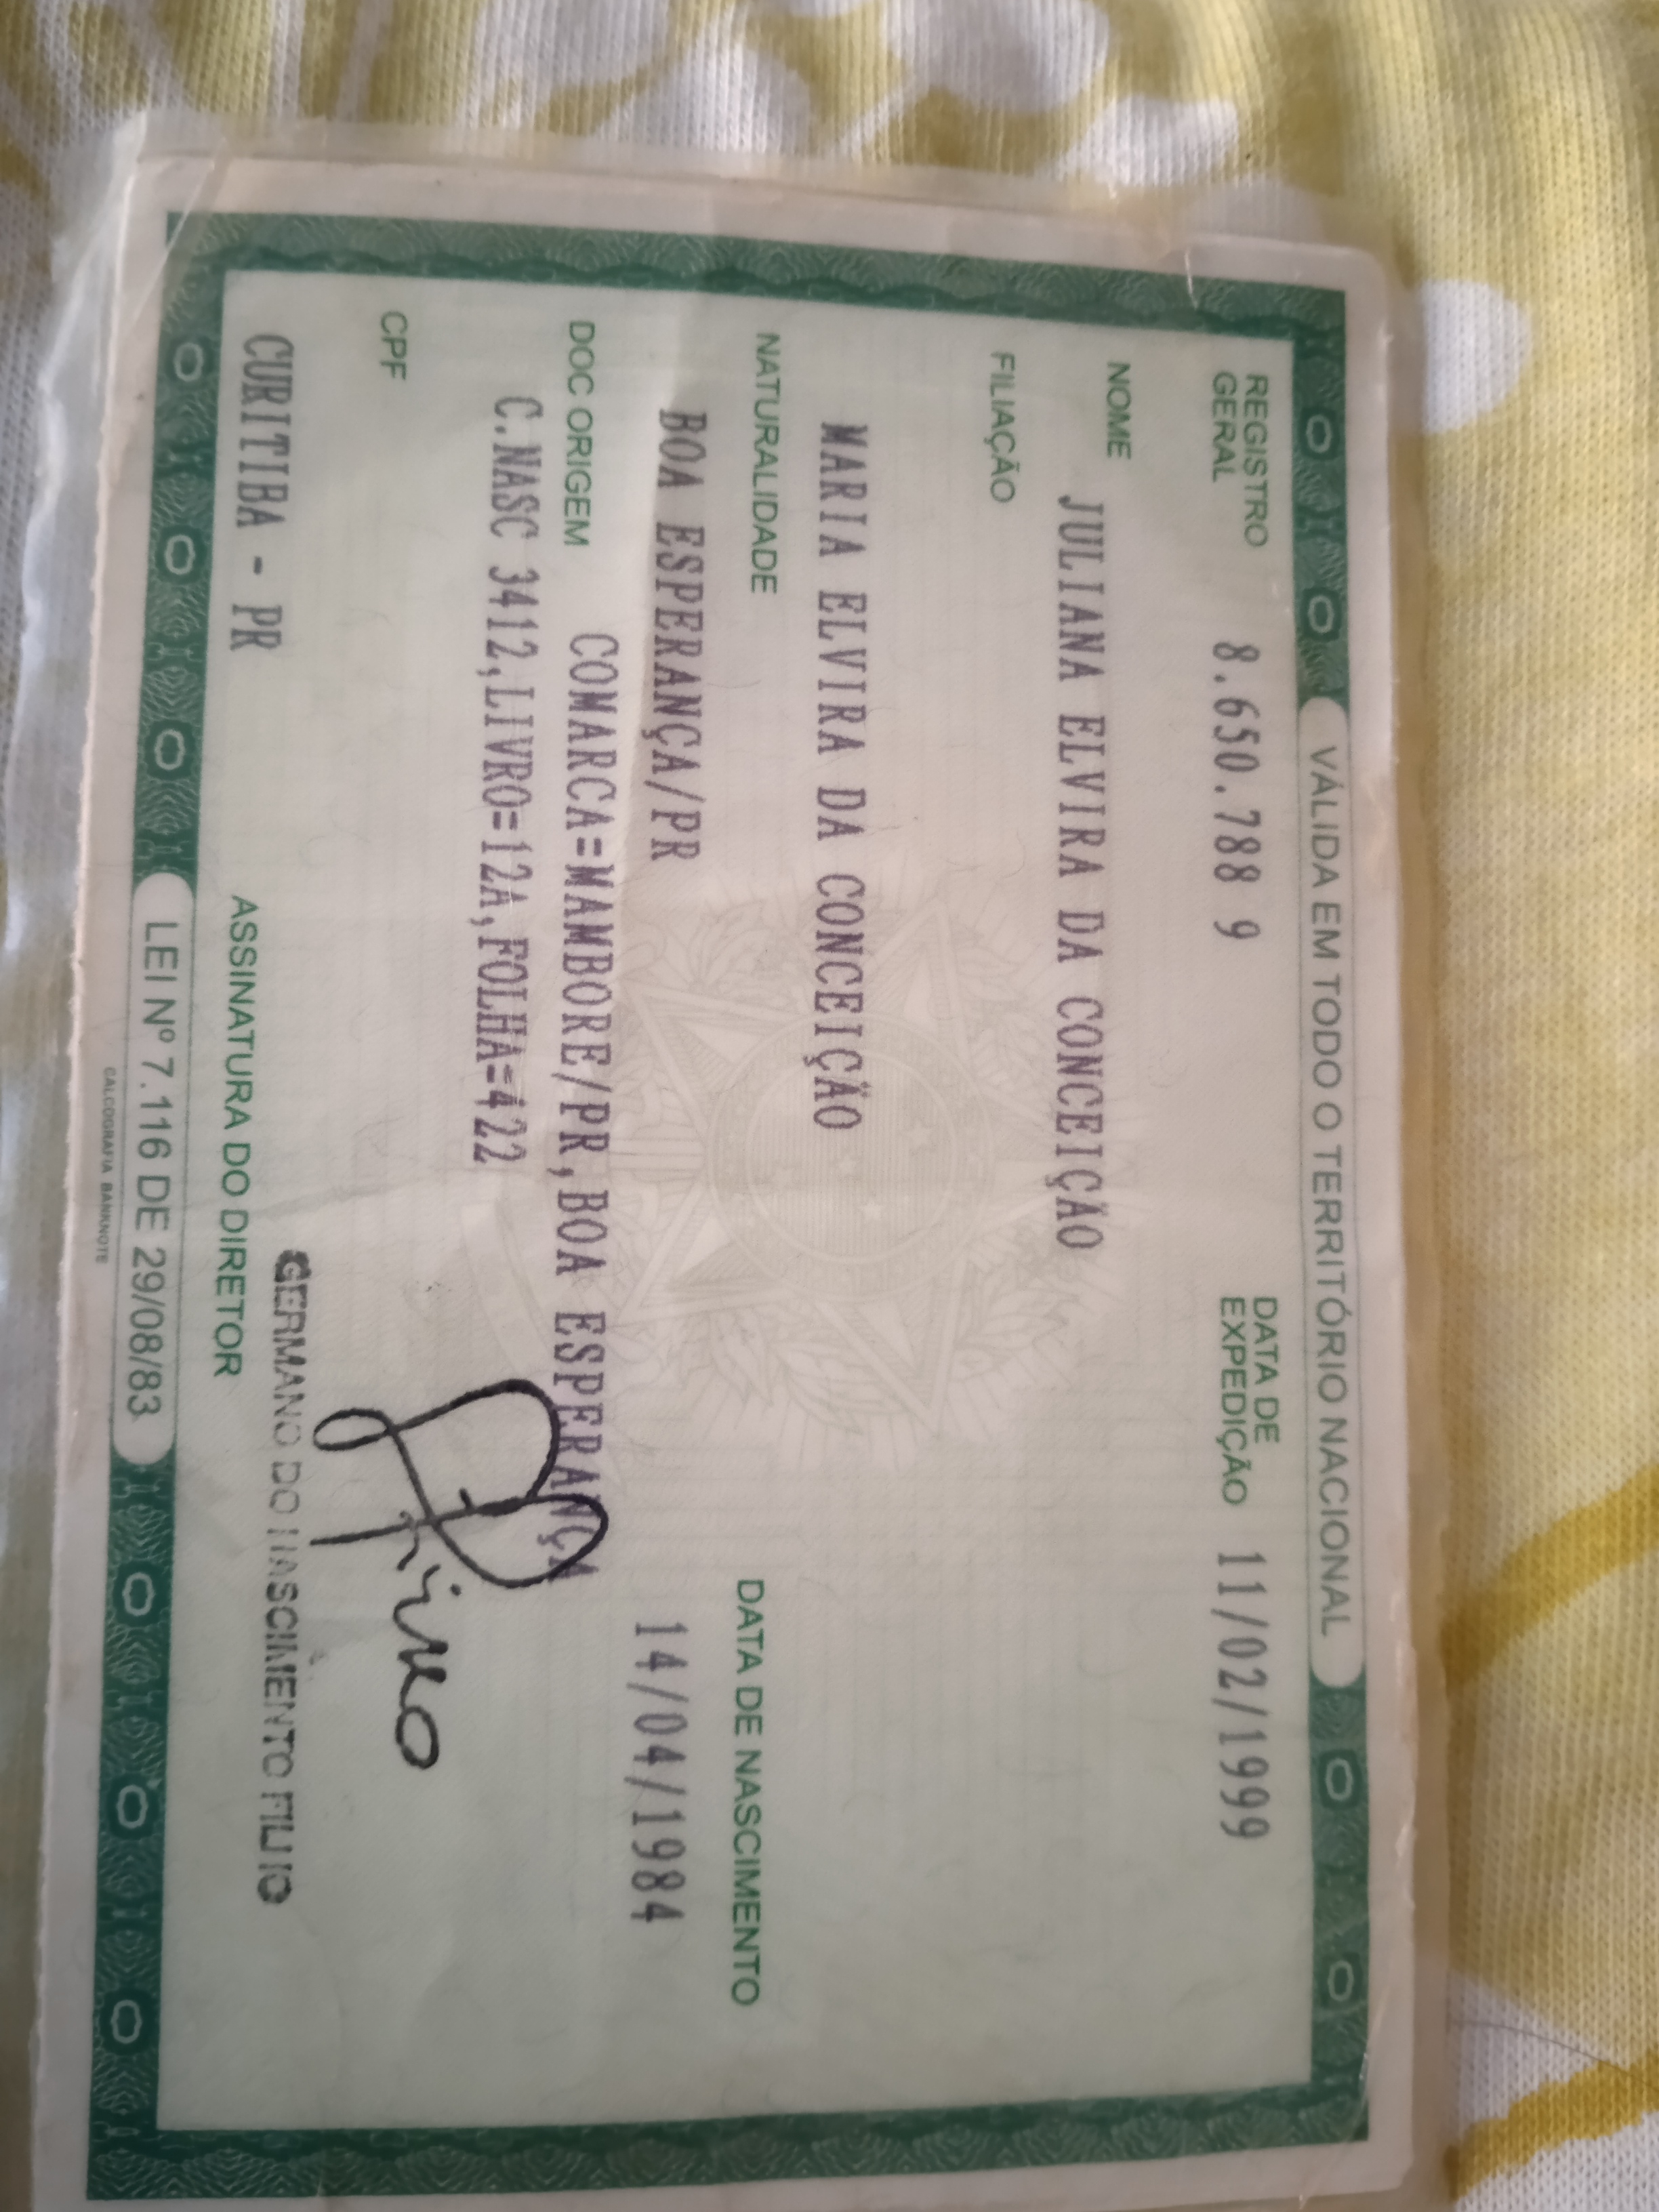 VÁLIDA EM TODO O TERRITÓRIO NACIONAL
REGISTRO GERAL 8.650.788 9 DATA DE EXPEDIÇÃO 11/02/1999
NOME
JULIANA ELVIRA DA CONCEIÇÃO
FILIAÇÃO
MARIA ELVIRA DA CONCEIÇÃO
NATURALIDADE DATA DE NASCIMENTO
BOA ESPERANÇA/PR 14/04/1984
DOC ORIGEM COMARCA=MAMBORE/PR,BOA ESPERANÇA
C.NASC 3412,LIVRO=12A,FOLHA=422
CPF
CURITIBA - PR
GERMANO DO NASCIMENTO FILHO
ASSINATURA DO DIRETOR
LEI Nº 7.116 DE 29/08/83
CALCOGRAFIA BANKNOTE